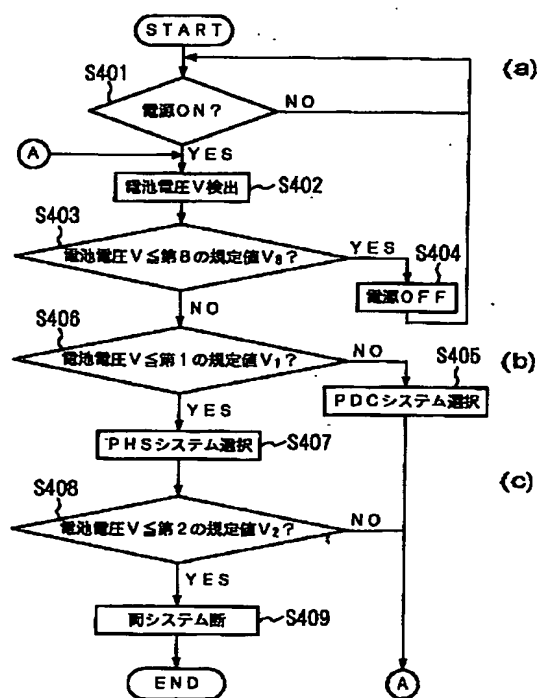 START
(a)
S401
電源ON?
NO
A
YES
電池電圧V検出
S402
S403
電池電圧V≦第8の規定値V8?
YES
S404
電源OFF
NO
S406
電池電圧V≦第1の規定値V1?
NO
S405
(b)
PDCシステム選択
YES
PHSシステム選択
S407
(c)
S408
電池電圧V≦第2の規定値V2?
NO
YES
両システム断
S409
END
A